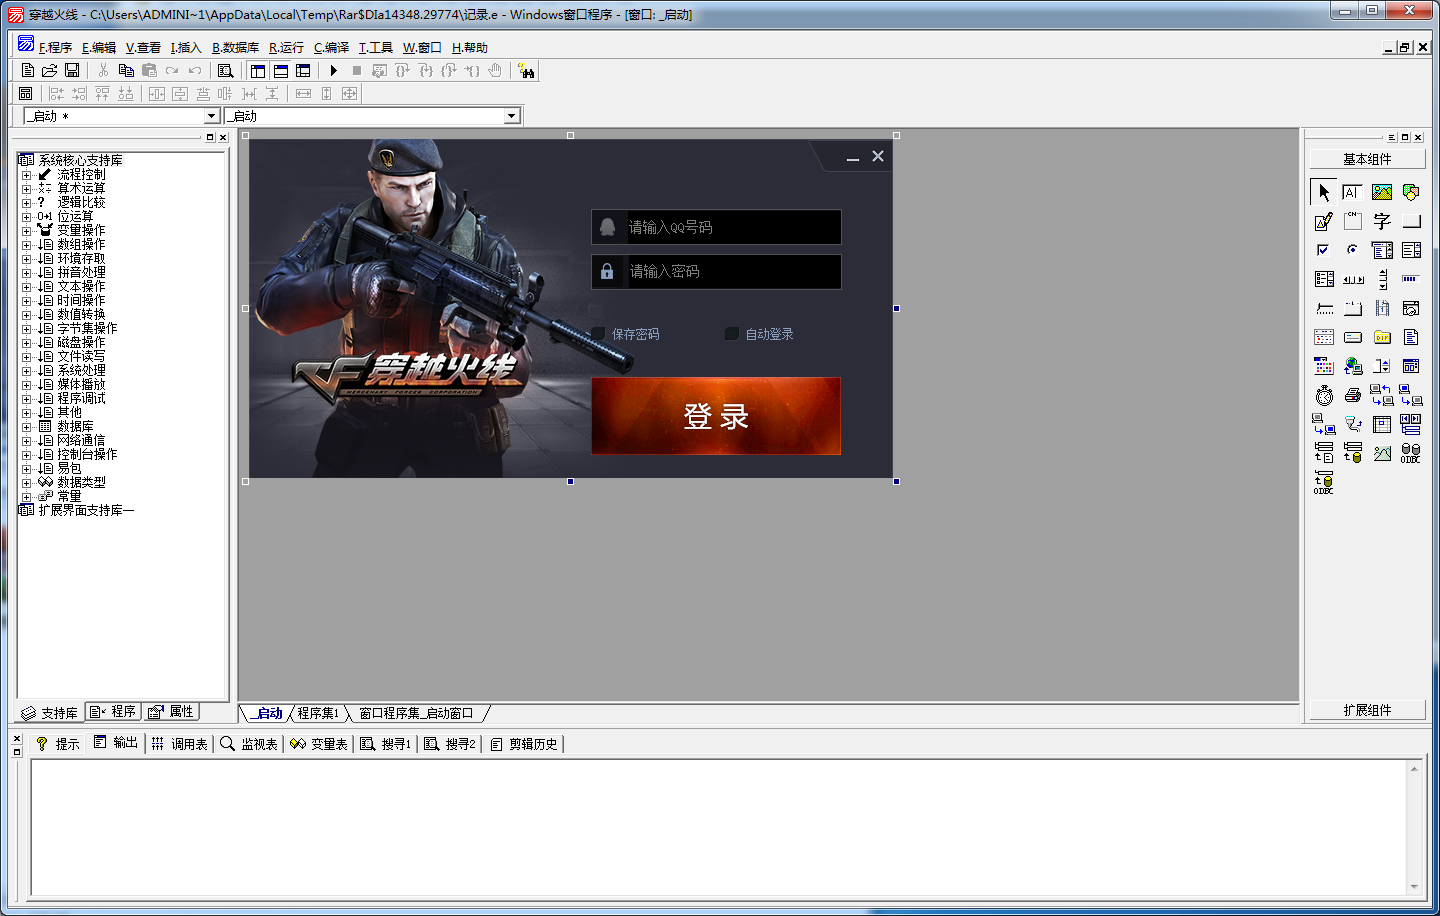 穿越火线 - C:\Users\ADMINI~1\AppData\Local\Temp\Rar$DIa14348.29774\记录.e - Windows窗口程序 - [窗口: _启动]
F.程序 E.编辑 V.查看 I.插入 B.数据库 R.运行 C.编译 T.工具 W.窗口 H.帮助
_启动 *
_启动
系统核心支持库
流程控制
算术运算
逻辑比较
位运算
变量操作
数组操作
环境存取
拼音处理
文本操作
时间操作
数值转换
字节集操作
磁盘操作
文件读写
系统处理
媒体播放
程序调试
其他
数据库
网络通信
控制台操作
易包
数据类型
常量
扩展界面支持库一
支持库 程序 属性
请输入QQ号码
请输入密码
保存密码 自动登录
登录
CF穿越火线
MERCENARY FORCES CORPORATION
_启动 程序集1 窗口程序集_启动窗口
基本组件
字
ODBC
ODBC
扩展组件
提示 输出 调用表 监视表 变量表 搜寻1 搜寻2 剪辑历史